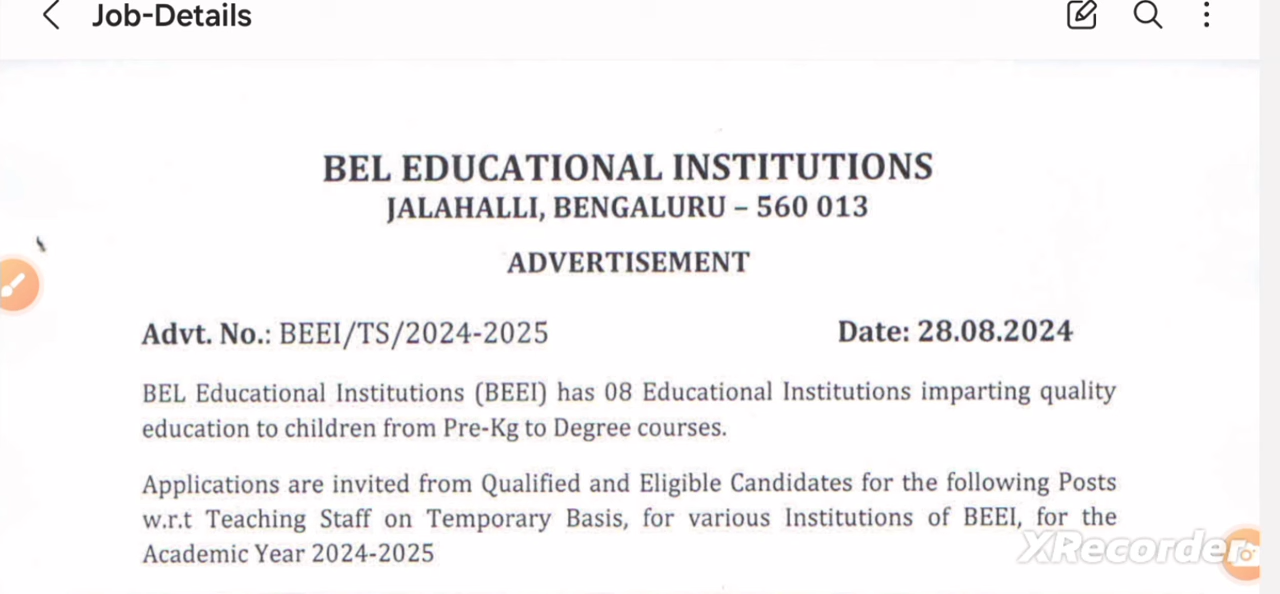 Job-Details
BEL EDUCATIONAL INSTITUTIONS
JALAHALLI, BENGALURU – 560 013
ADVERTISEMENT
Advt. No.: BEEI/TS/2024-2025 Date: 28.08.2024
BEL Educational Institutions (BEEI) has 08 Educational Institutions imparting quality
education to children from Pre-Kg to Degree courses.
Applications are invited from Qualified and Eligible Candidates for the following Posts
w.r.t Teaching Staff on Temporary Basis, for various Institutions of BEEI, for the
Academic Year 2024-2025
XRecorder